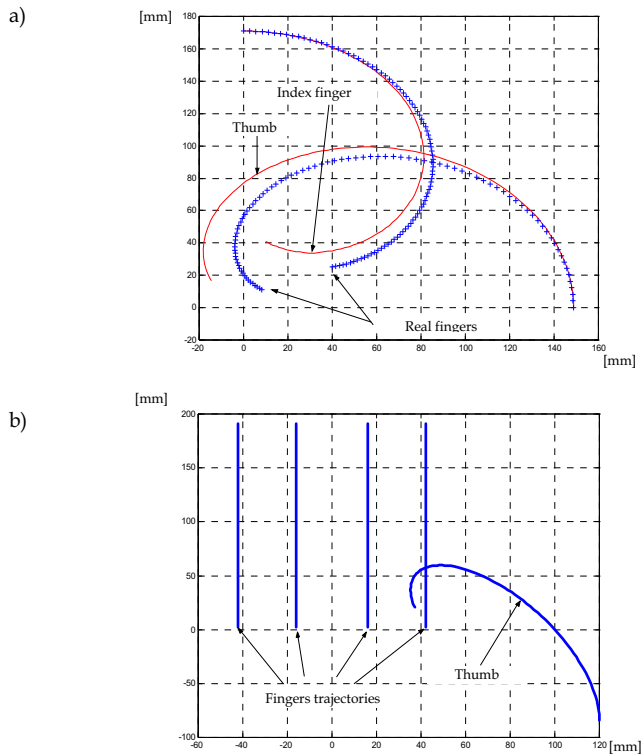 a)
[mm]
180
160
140
120
100
80
60
40
20
0
-20
Index finger
Thumb
Real fingers
-20 0 20 40 60 80 100 120 140 160
[mm]
b)
[mm]
200
150
100
50
0
-50
-100
Fingers trajectories
Thumb
-60 -40 -20 0 20 40 60 80 100 120
[mm]